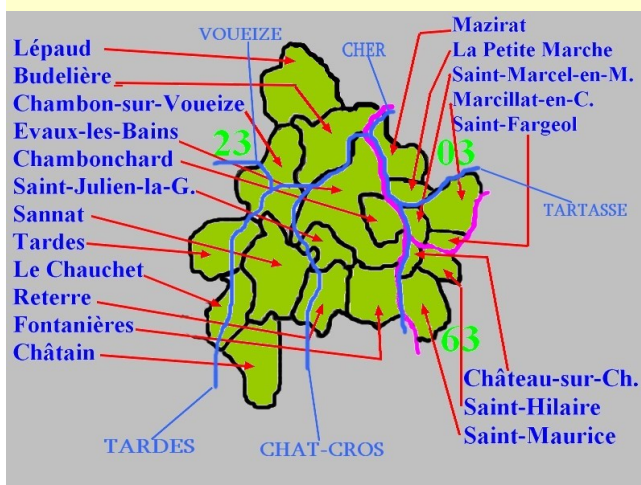 VOUEIZE
CHER
Lépaud
Budelière
Chambon-sur-Voueize
Evaux-les-Bains
Chambonchard
Saint-Julien-la-G.
Sannat
Tardes
Le Chauchet
Reterre
Fontanières
Châtain
Mazirat
La Petite Marche
Saint-Marcel-en-M.
Marcillat-en-C.
Saint-Fargeol
23
03
TARTASSE
63
Château-sur-Ch.
Saint-Hilaire
Saint-Maurice
TARDES
CHAT-CROS